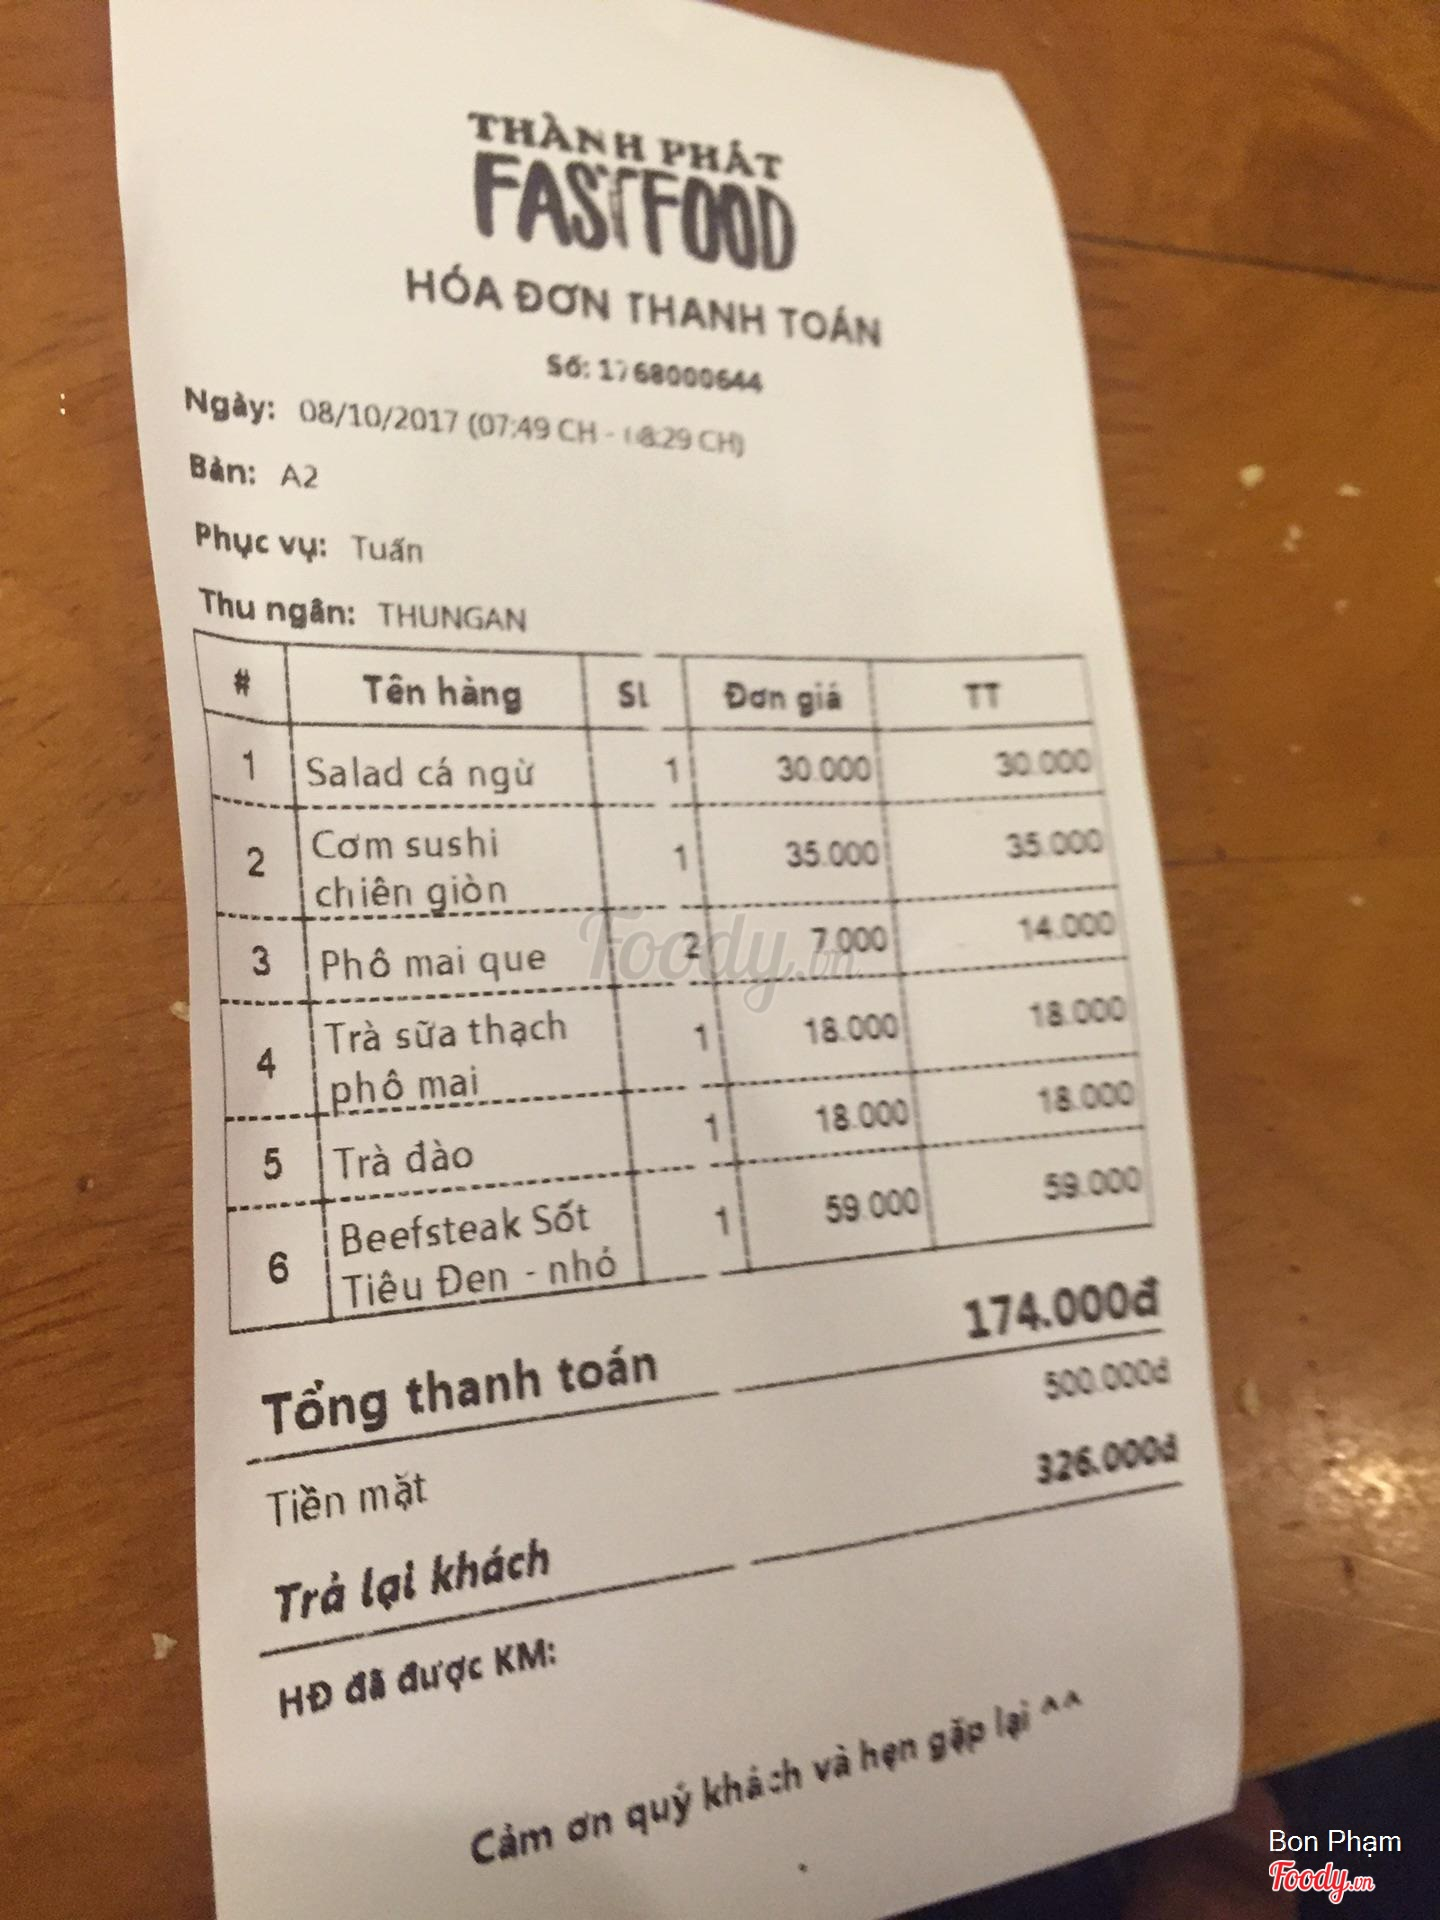 THÀNH PHÁT
FASTFOOD
HÓA ĐƠN THANH TOÁN
Số: 1768000644
Ngày: 08/10/2017 (07:49 CH - 08:29 CH)
Bàn: A2
Phục vụ: Tuấn
Thu ngân: THUNGAN
# Tên hàng Sl Đơn giá TT
1 Salad cá ngừ 1 30.000 30.000
2 Cơm sushi chiên giòn 1 35.000 35.000
3 Phô mai que 2 7.000 14.000
4 Trà sữa thạch phô mai 1 18.000 18.000
5 Trà đào 1 18.000 18.000
6 Beefsteak Sốt Tiêu Đen - nhỏ 1 59.000 59.000
Tổng thanh toán 174.000đ
Tiền mặt 500.000đ
Trả lại khách 326.000đ
HĐ đã được KM:
Cảm ơn quý khách và hẹn gặp lại ^^
Foody.vn
Bon Phạm
Foody.vn